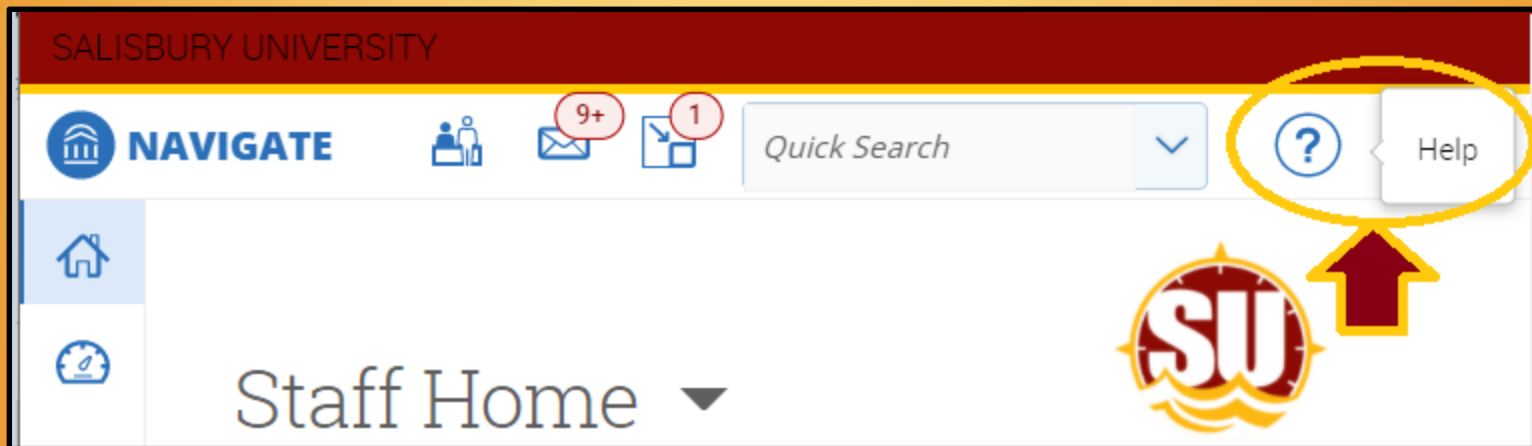 SALISBURY UNIVERSITY
NAVIGATE 9+ 1 Quick Search ? Help
SU
Staff Home